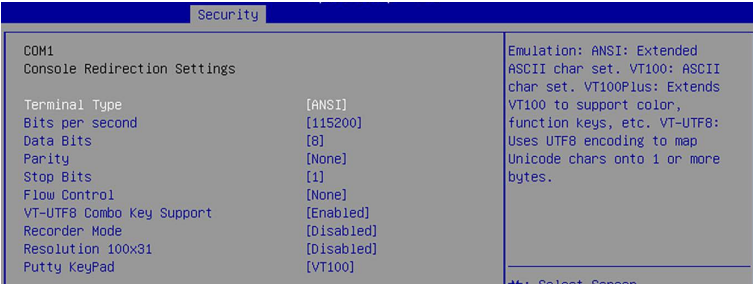 Security
COM1
Console Redirection Settings
Terminal Type [ANSI]
Bits per second [115200]
Data Bits [8]
Parity [None]
Stop Bits [1]
Flow Control [None]
VT-UTF8 Combo Key Support [Enabled]
Recorder Mode [Disabled]
Resolution 100x31 [Disabled]
Putty KeyPad [VT100]
Emulation: ANSI: Extended
ASCII char set. VT100: ASCII
char set. VT100Plus: Extends
VT100 to support color,
function keys, etc. VT-UTF8:
Uses UTF8 encoding to map
Unicode chars onto 1 or more
bytes.
Select Screen